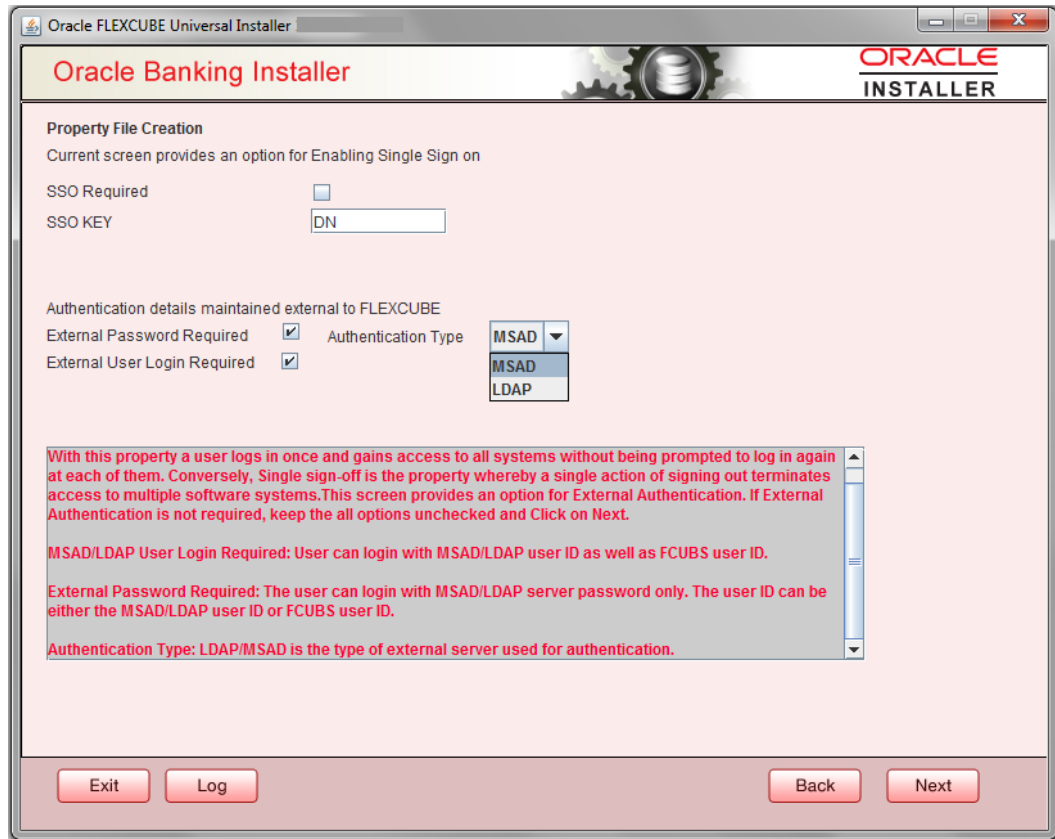 Oracle FLEXCUBE Universal Installer
Oracle Banking Installer
ORACLE
INSTALLER
Property File Creation
Current screen provides an option for Enabling Single Sign on
SSO Required
SSO KEY DN
Authentication details maintained external to FLEXCUBE
External Password Required Authentication Type MSAD
External User Login Required
MSAD
LDAP
With this property a user logs in once and gains access to all systems without being prompted to log in again
at each of them. Conversely, Single sign-off is the property whereby a single action of signing out terminates
access to multiple software systems.This screen provides an option for External Authentication. If External
Authentication is not required, keep the all options unchecked and Click on Next.
MSAD/LDAP User Login Required: User can login with MSAD/LDAP user ID as well as FCUBS user ID.
External Password Required: The user can login with MSAD/LDAP server password only. The user ID can be
either the MSAD/LDAP user ID or FCUBS user ID.
Authentication Type: LDAP/MSAD is the type of external server used for authentication.
Exit Log Back Next